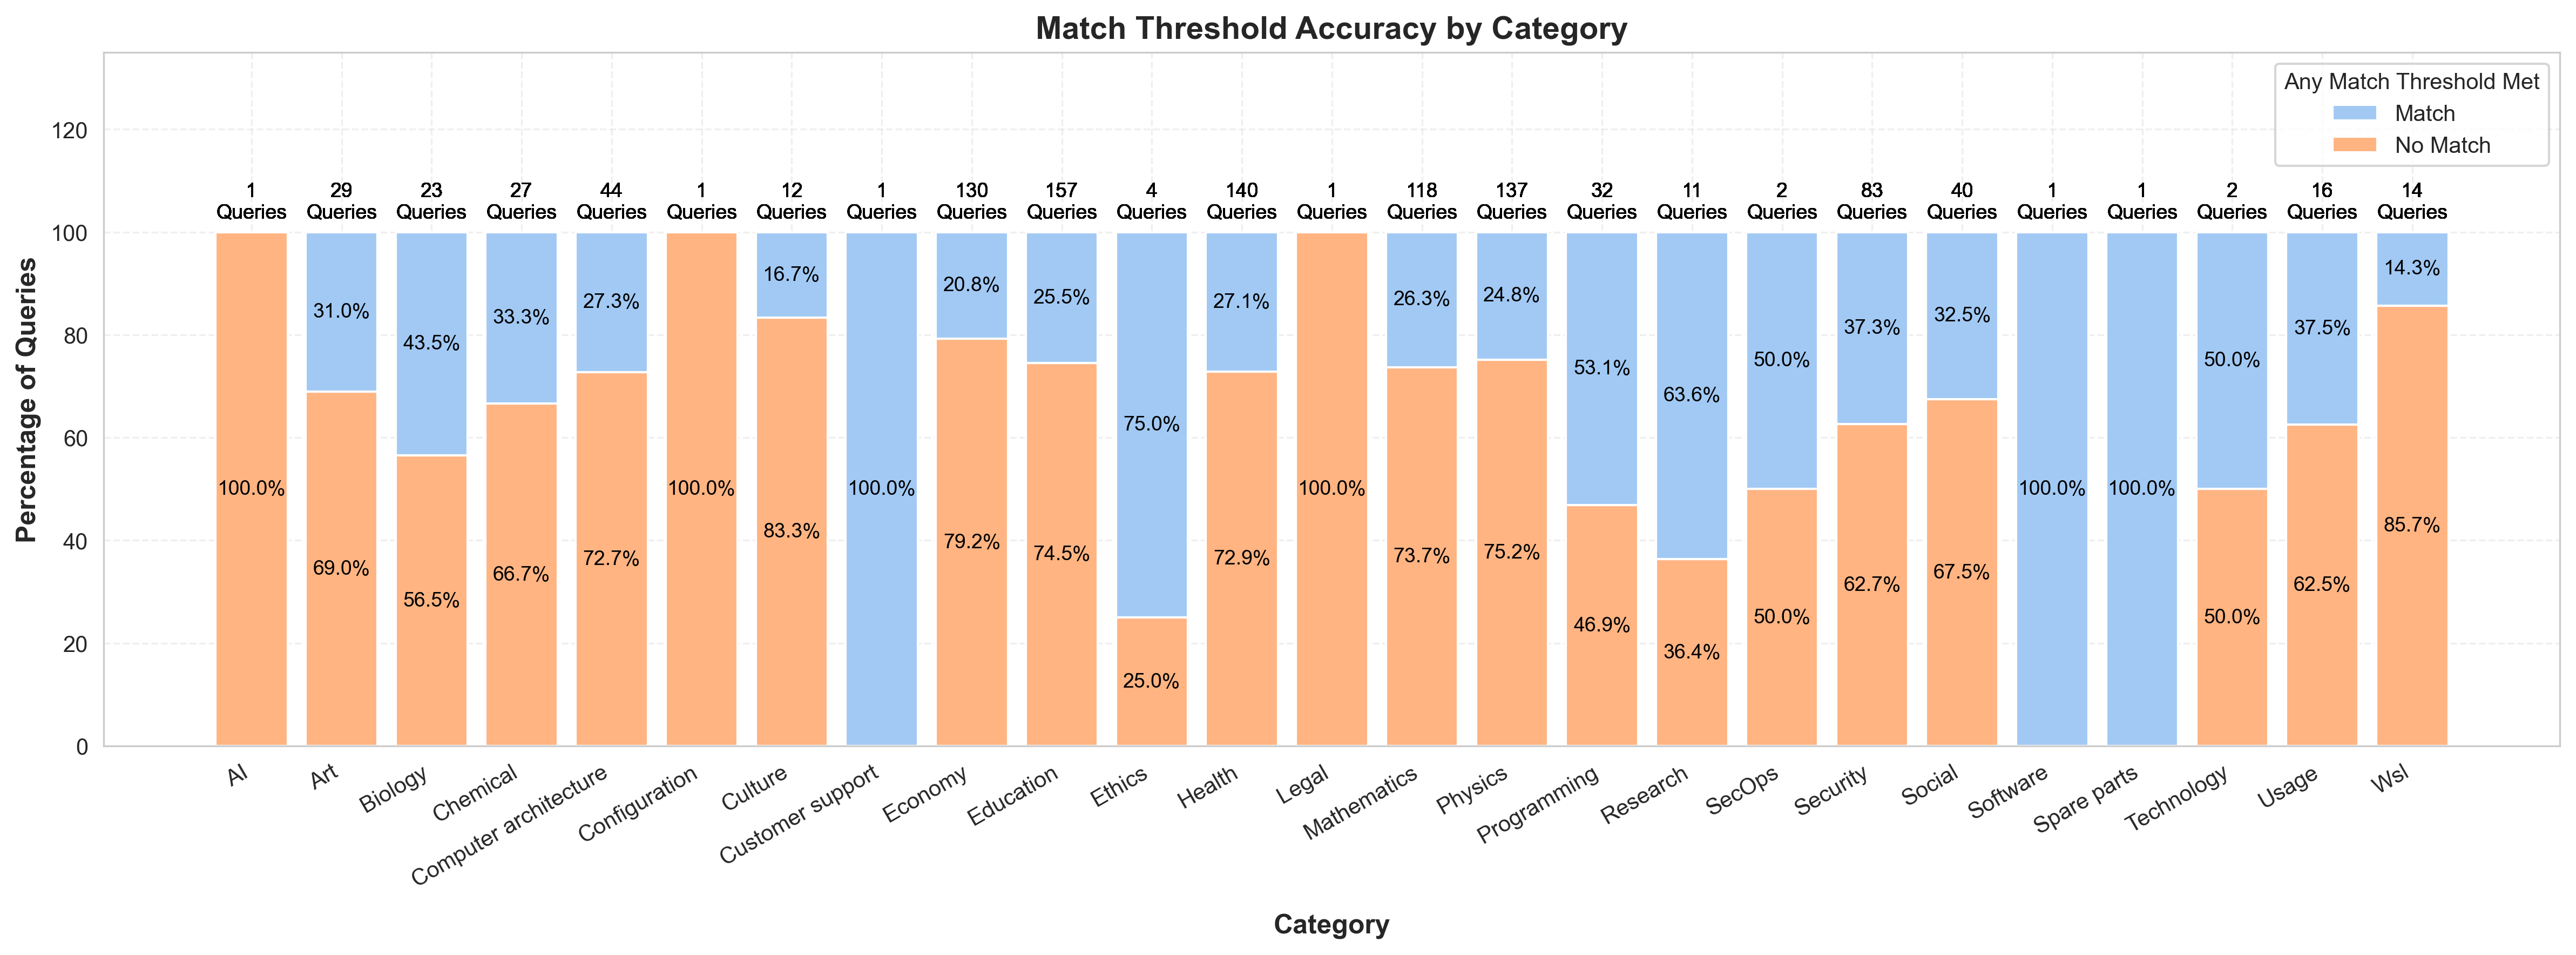 Match Threshold Accuracy by Category
Any Match Threshold Met
Match
No Match
Percentage of Queries
120
100
80
60
40
20
0
1 29 23 27 44 1 12 1 130 157 4 140 1 118 137 32 11 2 83 40 1 1 2 16 14
Queries Queries Queries Queries Queries Queries Queries Queries Queries Queries Queries Queries Queries Queries Queries Queries Queries Queries Queries Queries Queries Queries Queries Queries Queries
100.0%
31.0%
69.0%
43.5%
56.5%
33.3%
66.7%
27.3%
72.7%
100.0%
16.7%
83.3%
100.0%
20.8%
79.2%
25.5%
74.5%
75.0%
25.0%
27.1%
72.9%
100.0%
26.3%
73.7%
24.8%
75.2%
53.1%
46.9%
63.6%
36.4%
50.0%
50.0%
37.3%
62.7%
32.5%
67.5%
100.0%
100.0%
50.0%
50.0%
37.5%
62.5%
14.3%
85.7%
AI
Art
Biology
Chemical
Computer architecture
Configuration
Culture
Customer support
Economy
Education
Ethics
Health
Legal
Mathematics
Physics
Programming
Research
SecOps
Security
Social
Software
Spare parts
Technology
Usage
Wsl
Category